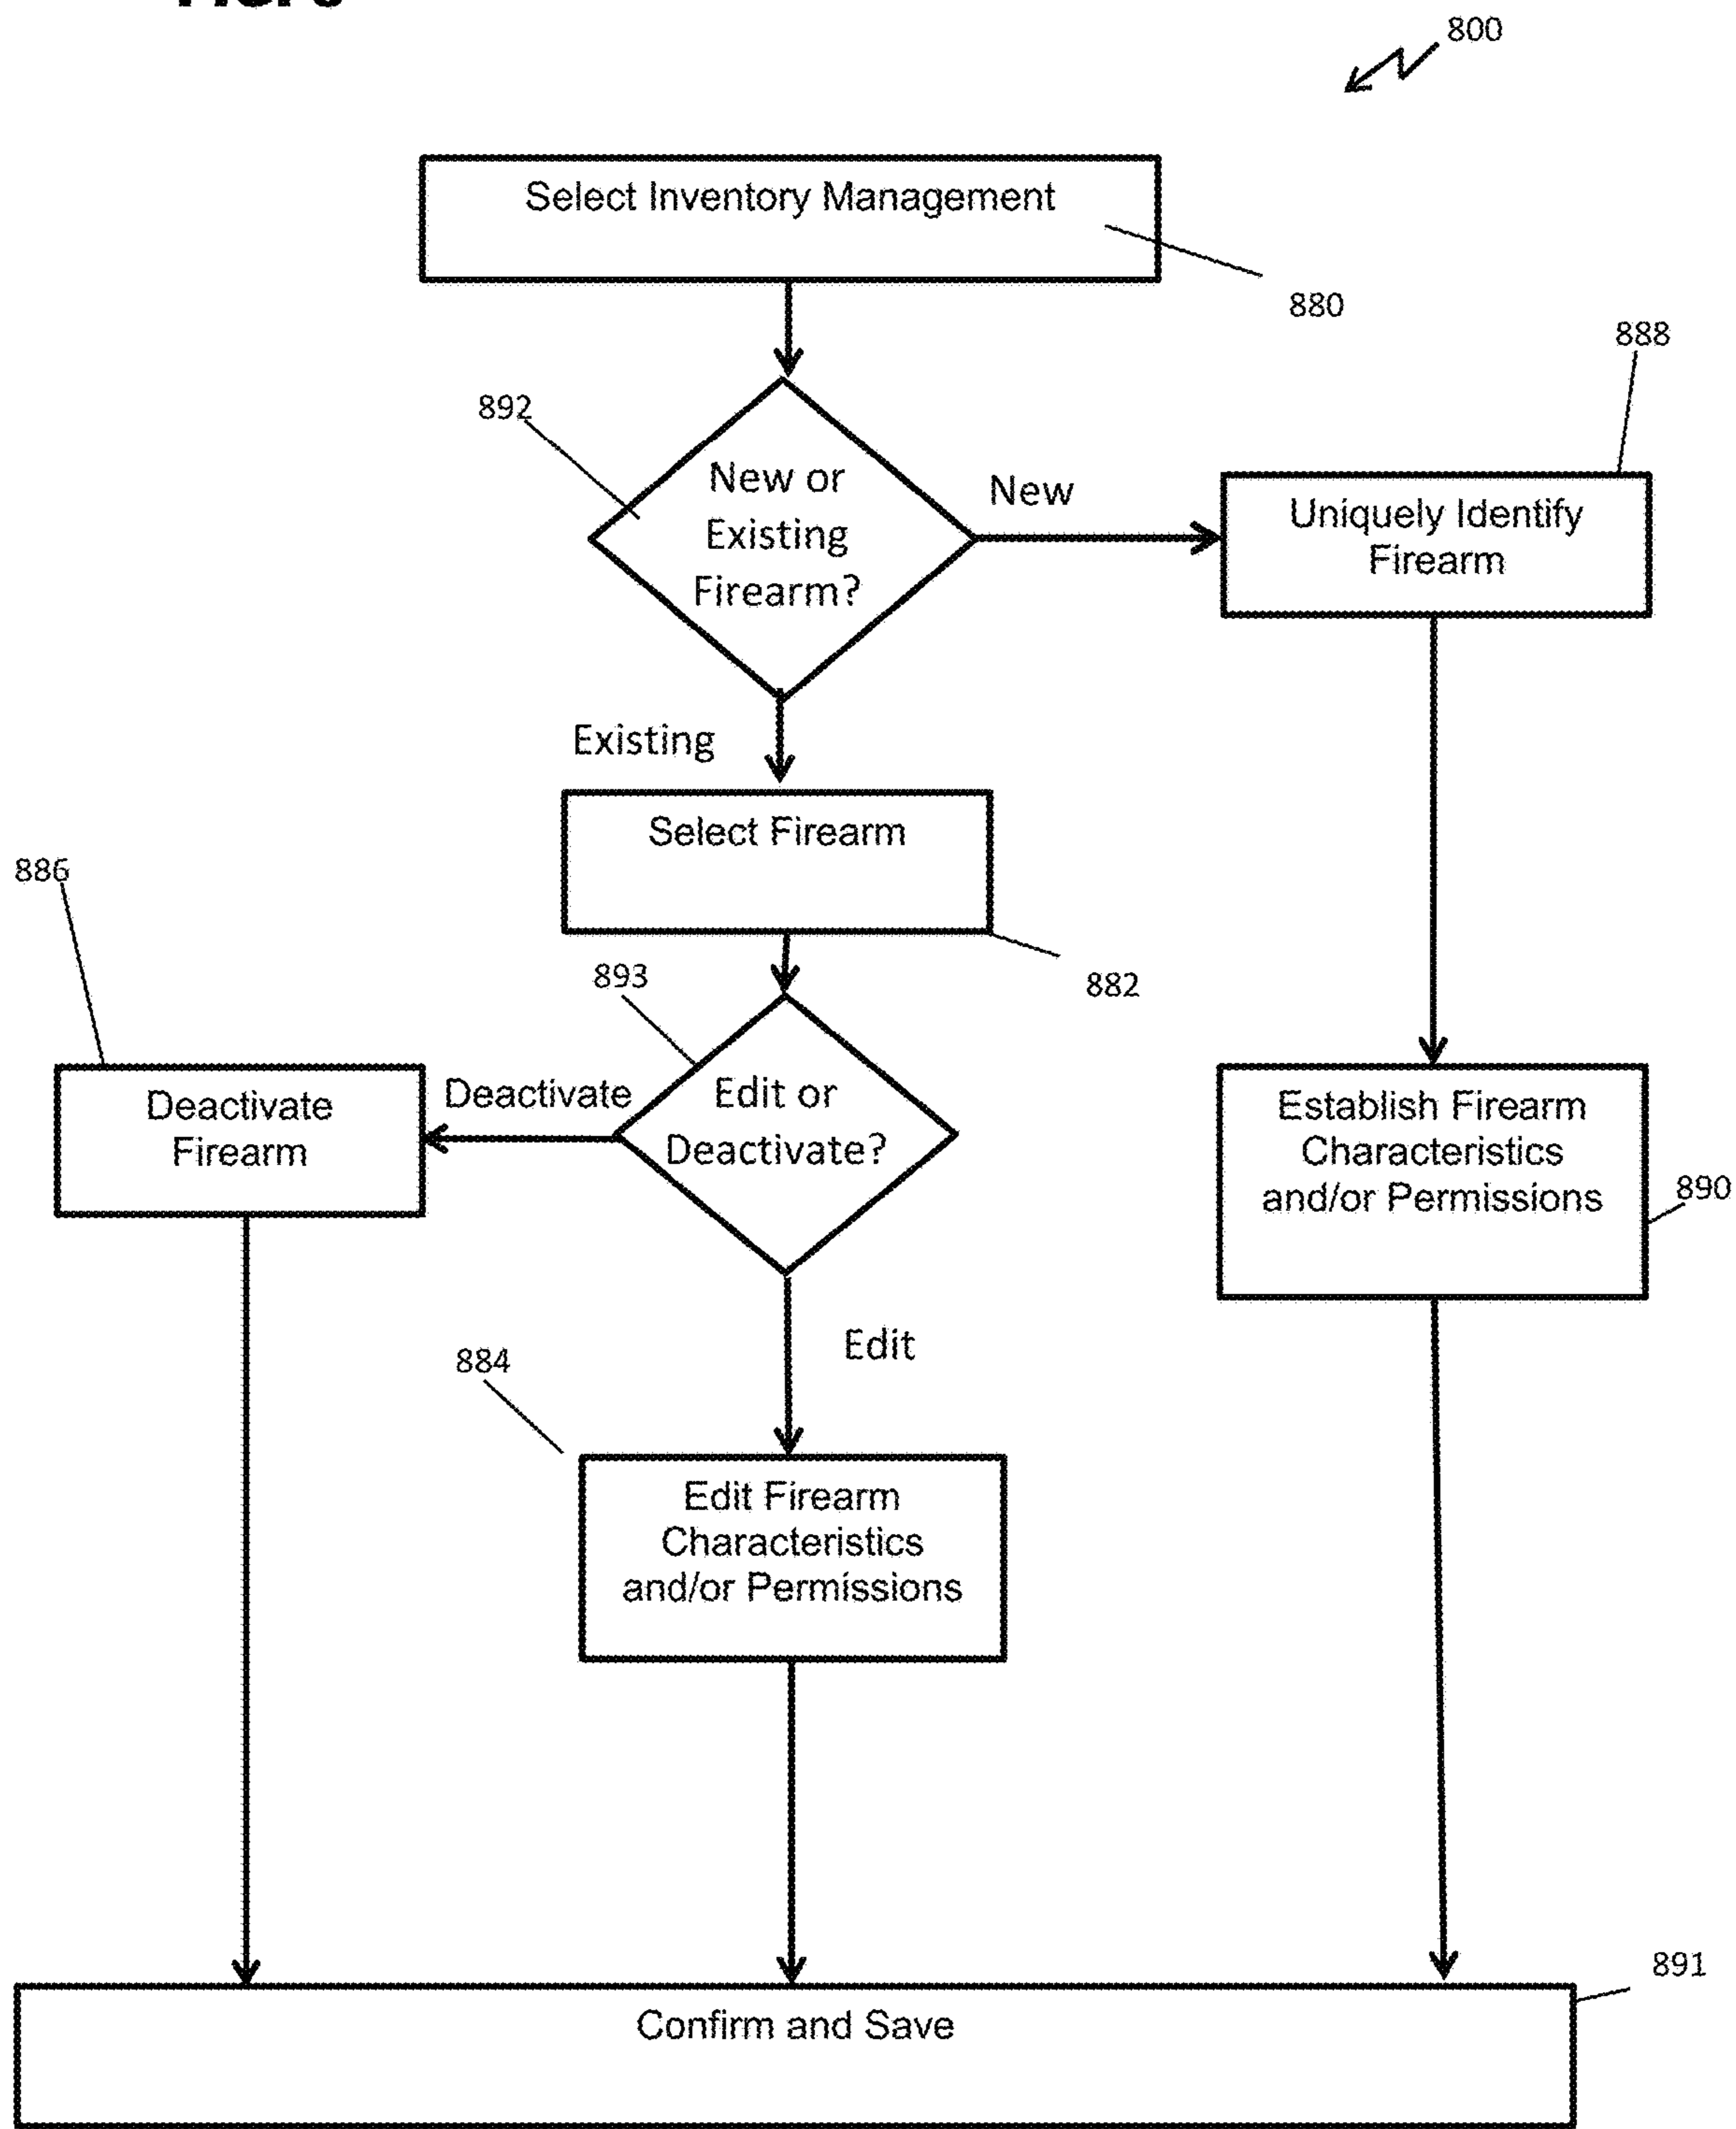 800
Select Inventory Management
880
888
892
New or
Existing
Firearm?
New
Uniquely Identify
Firearm
Existing
Select Firearm
886
882
893
Deactivate
Firearm
Deactivate
Edit or
Deactivate?
Establish Firearm
Characteristics
and/or Permissions
890
Edit
884
Edit Firearm
Characteristics
and/or Permissions
891
Confirm and Save